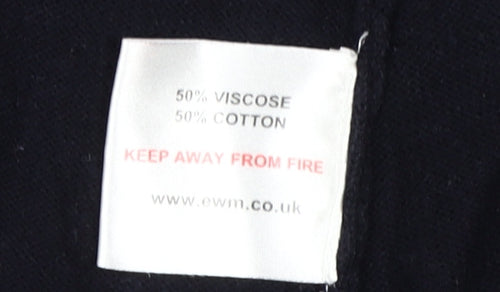 50% VISCOSE
50% COTTON
KEEP AWAY FROM FIRE
www.ewm.co.uk